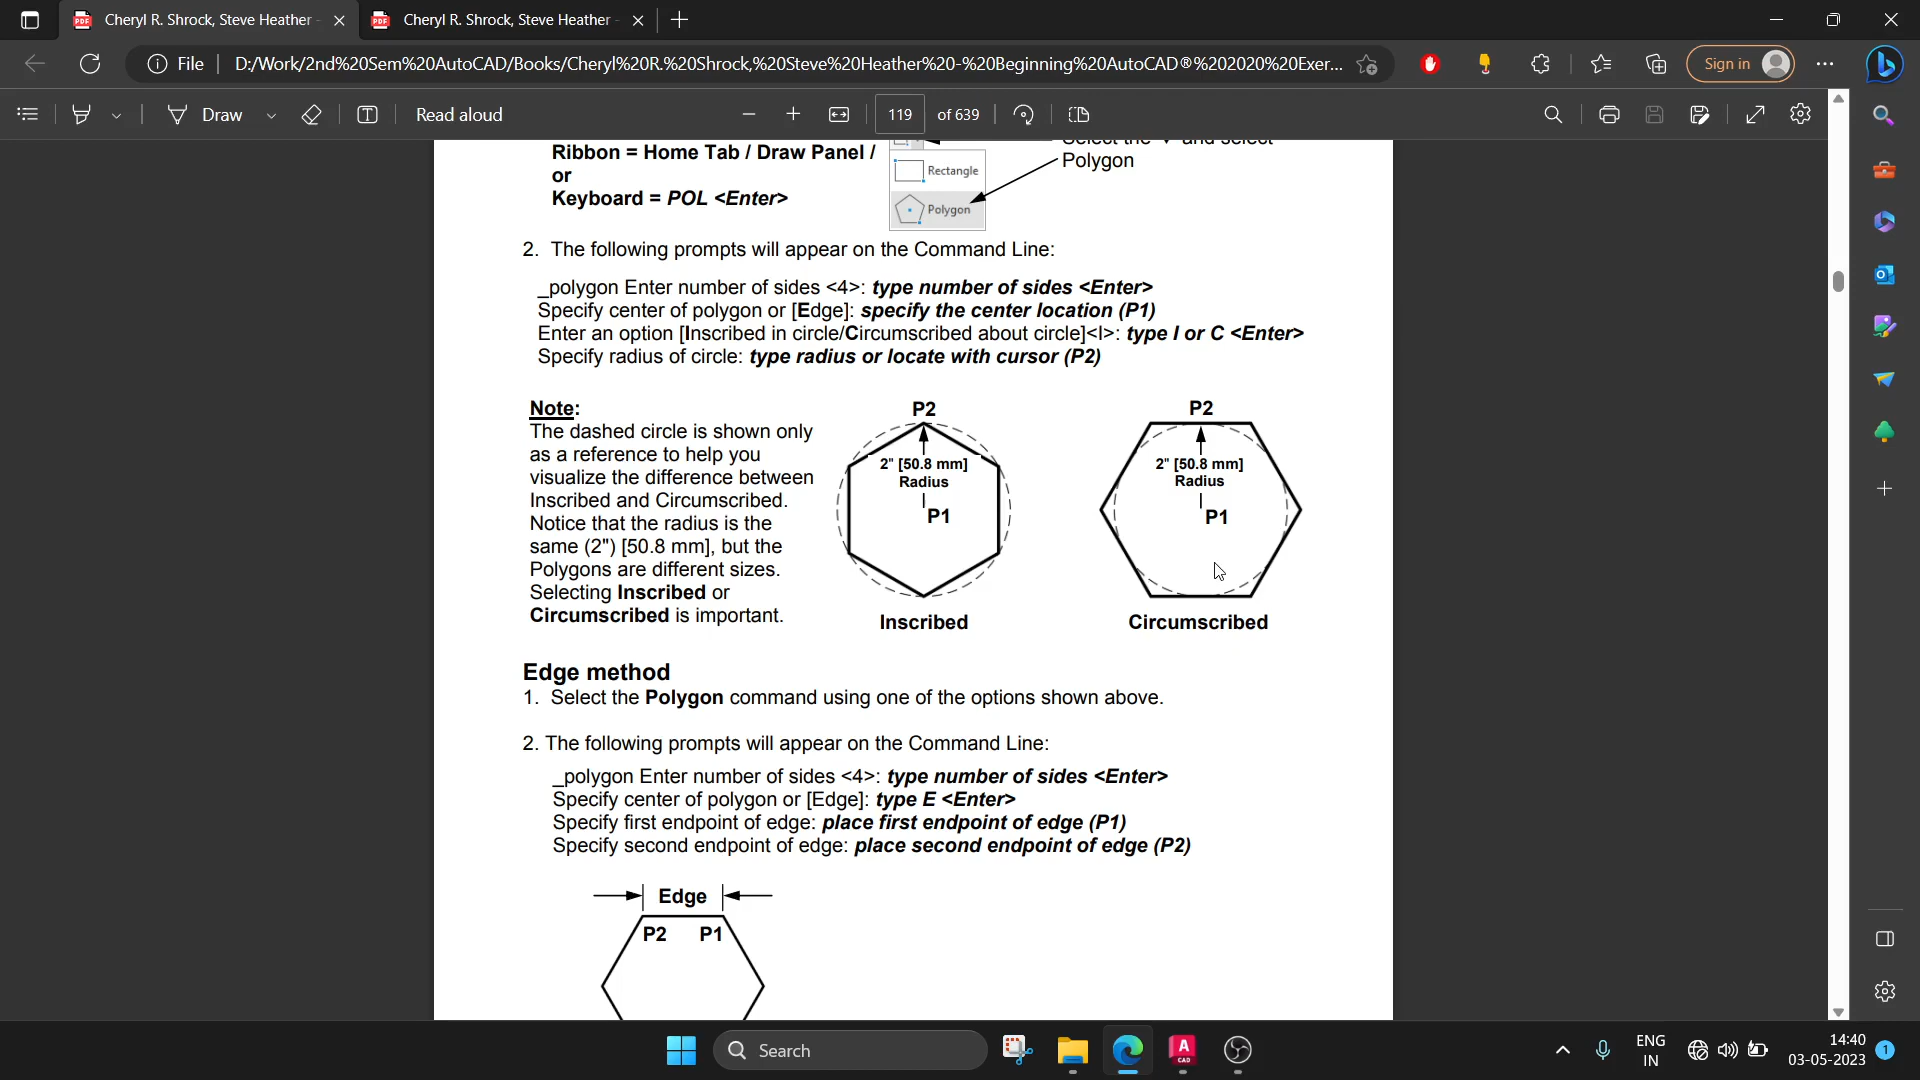 Cheryl R. Shrock, Steve Heather -
Cheryl R. Shrock, Steve Heather -
File
D:/Work/2nd%20Sem%20AutoCAD/Books/Cheryl%20R.%20Shrock,%20Steve%20Heather%20-%20Beginning%20AutoCAD®%202020%20Exer...
Sign in
Draw
Read aloud
119 of 639
Ribbon = Home Tab / Draw Panel /
or
Keyboard = POL <Enter>
Rectangle
Polygon
Select the ▼ and select
Polygon
2. The following prompts will appear on the Command Line:
_polygon Enter number of sides <4>: type number of sides <Enter>
Specify center of polygon or [Edge]: specify the center location (P1)
Enter an option [Inscribed in circle/Circumscribed about circle]<I>: type I or C <Enter>
Specify radius of circle: type radius or locate with cursor (P2)
Note:
The dashed circle is shown only
as a reference to help you
visualize the difference between
Inscribed and Circumscribed.
Notice that the radius is the
same (2") [50.8 mm], but the
Polygons are different sizes.
Selecting Inscribed or
Circumscribed is important.
P2
2" [50.8 mm]
Radius
P1
Inscribed
P2
2" [50.8 mm]
Radius
P1
Circumscribed
Edge method
1. Select the Polygon command using one of the options shown above.
2. The following prompts will appear on the Command Line:
_polygon Enter number of sides <4>: type number of sides <Enter>
Specify center of polygon or [Edge]: type E <Enter>
Specify first endpoint of edge: place first endpoint of edge (P1)
Specify second endpoint of edge: place second endpoint of edge (P2)
Edge
P2 P1
Search
A
CAD
ENG
IN
14:40
03-05-2023
1